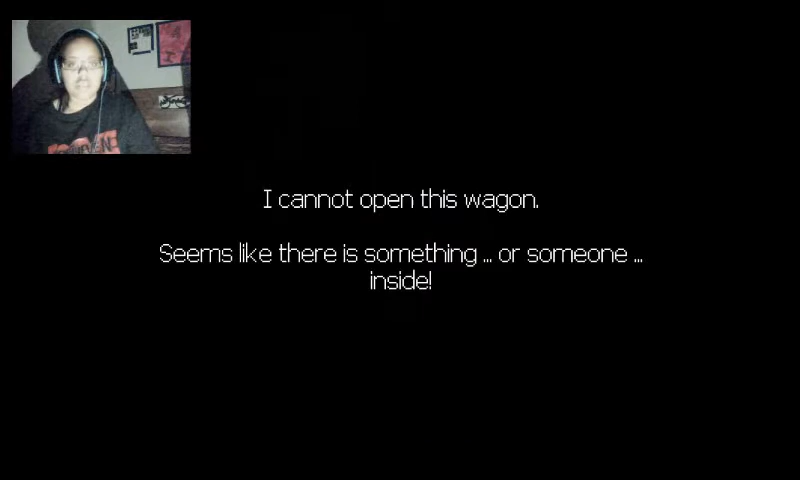 I cannot open this wagon.
Seems like there is something ... or someone ...
inside!